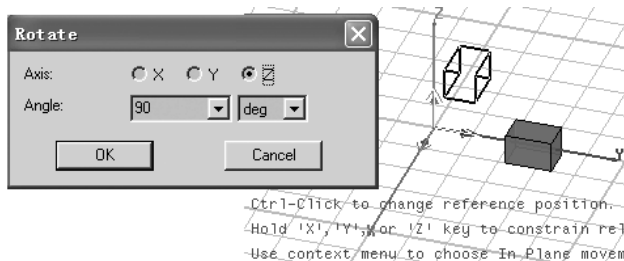 Rotate
Axis: X Y Z
Angle: 90 deg
OK Cancel
Z
Y
X
Ctrl-Click to change reference position.
Hold 'X','Y', or 'Z' key to constrain rel
Use context menu to choose In Plane movem